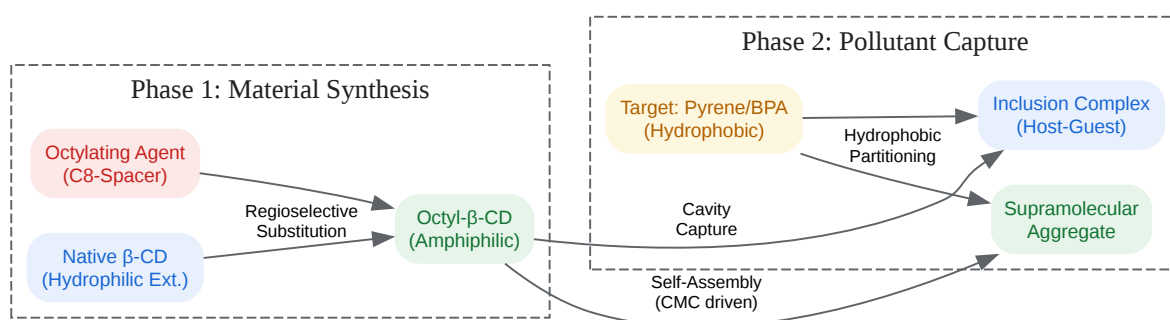 Phase 1: Material Synthesis
Octylating Agent
(C8-Spacer)
Native β-CD
(Hydrophilic Ext.)
Regioselective
Substitution
Octyl-β-CD
(Amphiphilic)
Phase 2: Pollutant Capture
Target: Pyrene/BPA
(Hydrophobic)
Hydrophobic
Partitioning
Inclusion Complex
(Host-Guest)
Cavity
Capture
Supramolecular
Aggregate
Self-Assembly
(CMC driven)